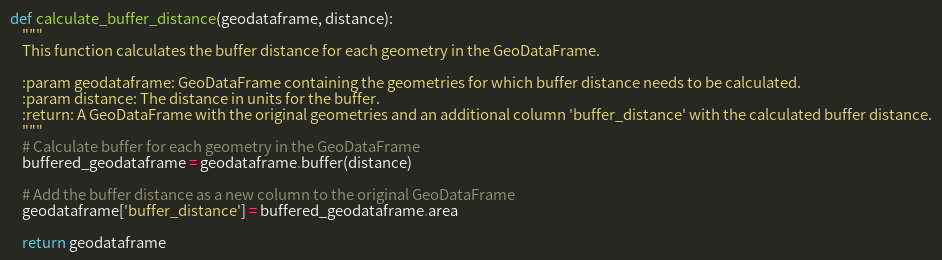 def calculate_buffer_distance(geodataframe, distance):
"""
This function calculates the buffer distance for each geometry in the GeoDataFrame.
:param geodataframe: GeoDataFrame containing the geometries for which buffer distance needs to be calculated.
:param distance: The distance in units for the buffer.
:return: A GeoDataFrame with the original geometries and an additional column 'buffer_distance' with the calculated buffer distance.
"""
# Calculate buffer for each geometry in the GeoDataFrame
buffered_geodataframe = geodataframe.buffer(distance)
# Add the buffer distance as a new column to the original GeoDataFrame
geodataframe['buffer_distance'] = buffered_geodataframe.area
return geodataframe